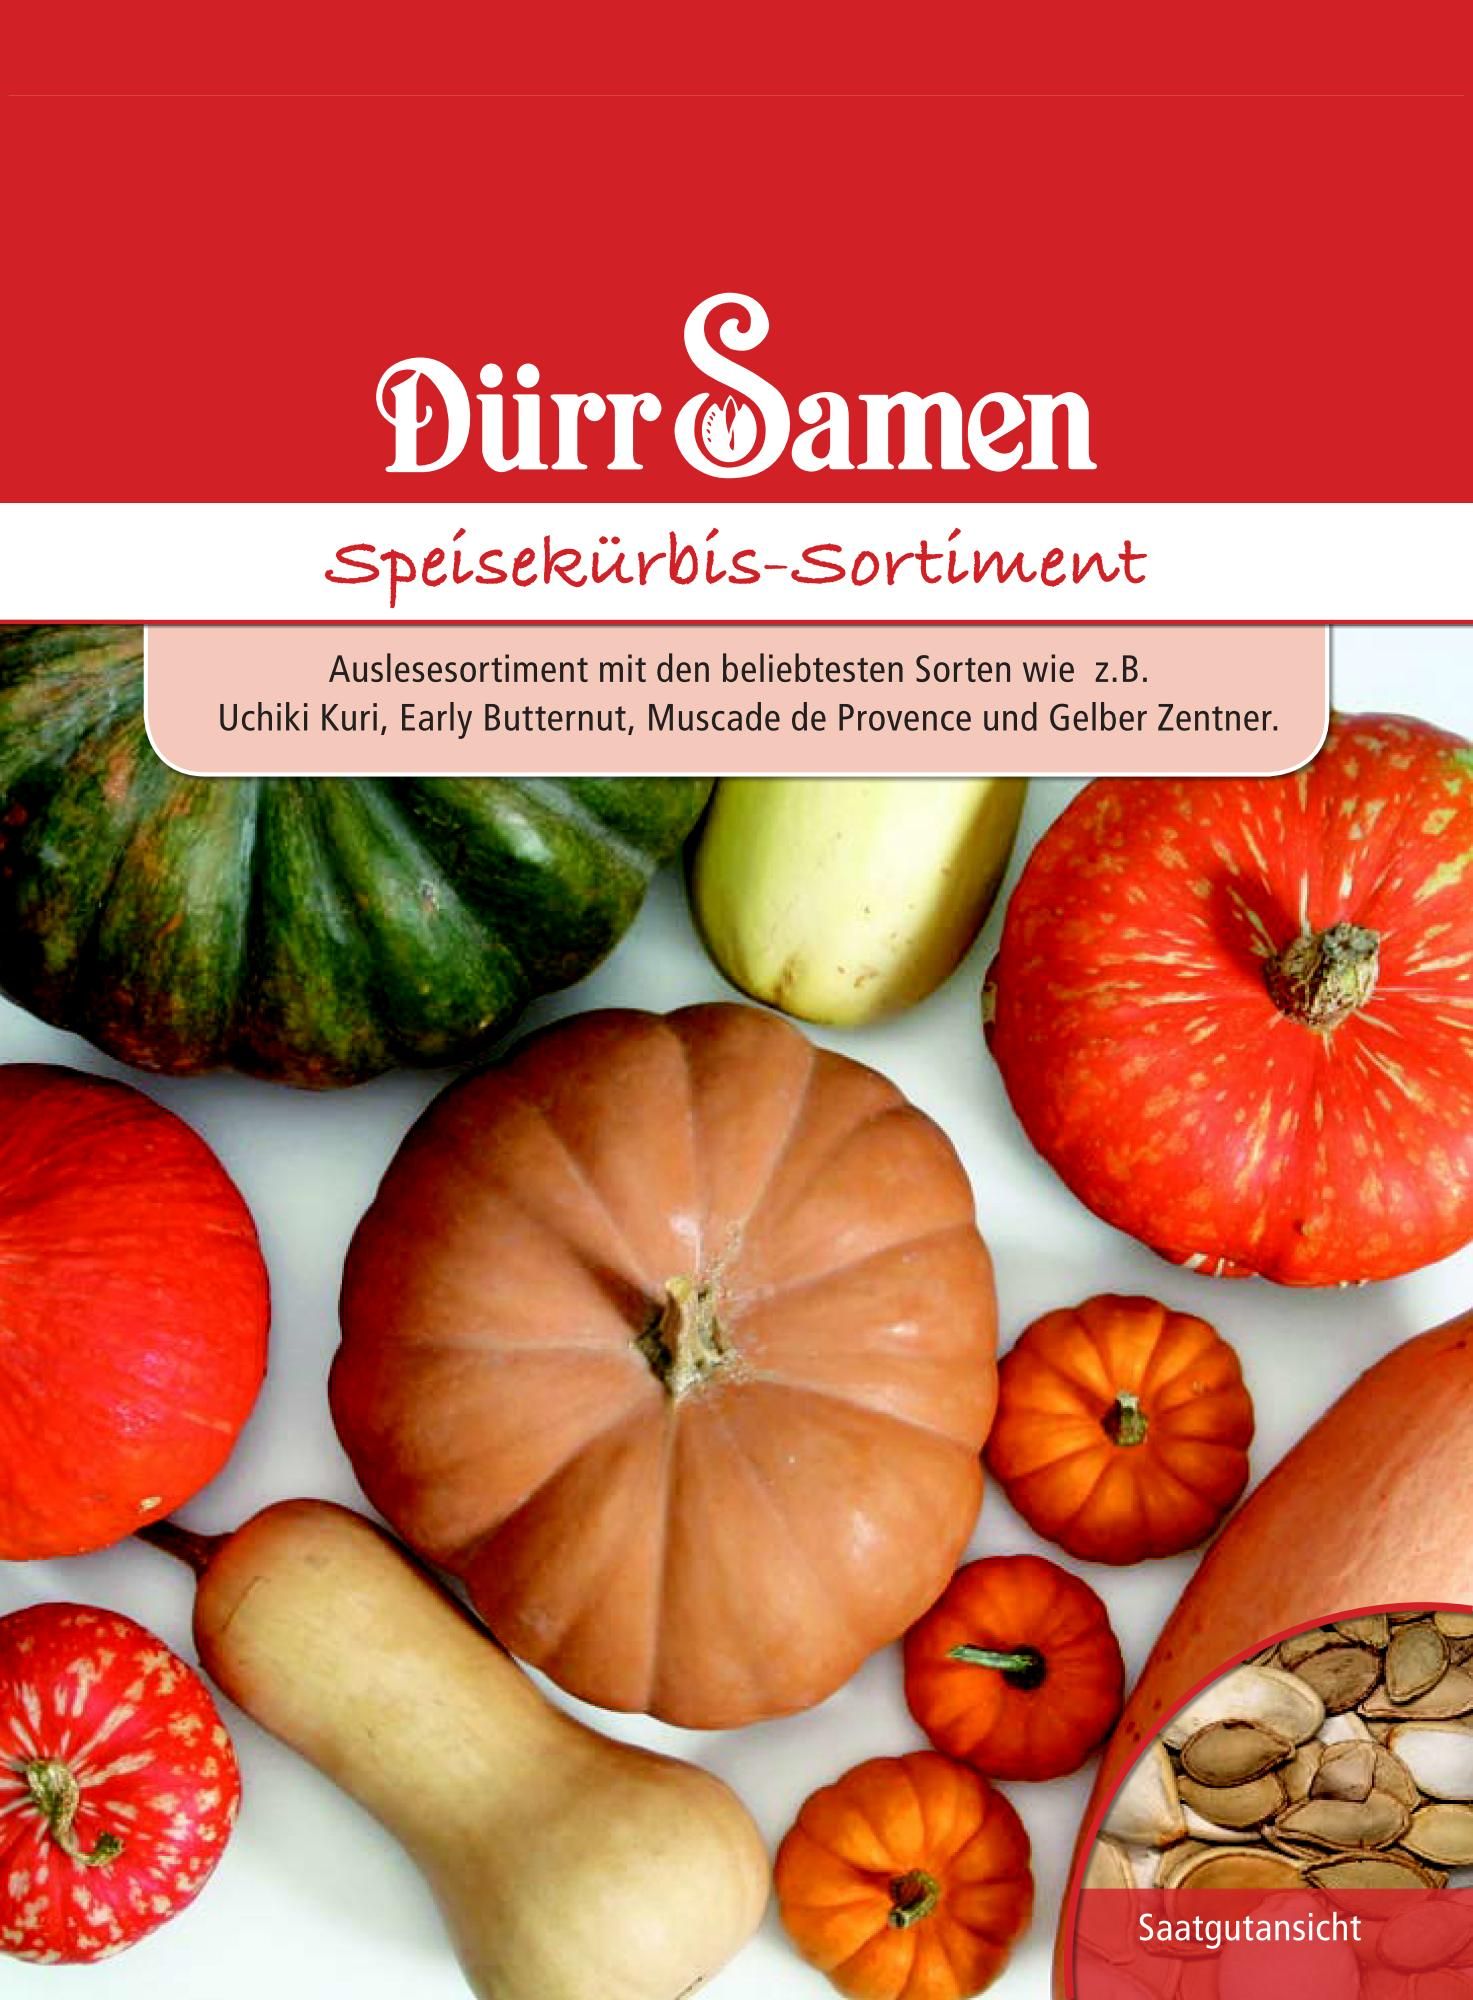 Dürr Samen
Speisekürbis-Sortiment
Auslesesortiment mit den beliebtesten Sorten wie z.B.
Uchiki Kuri, Early Butternut, Muscade de Provence und Gelber Zentner.
Saatgutansicht